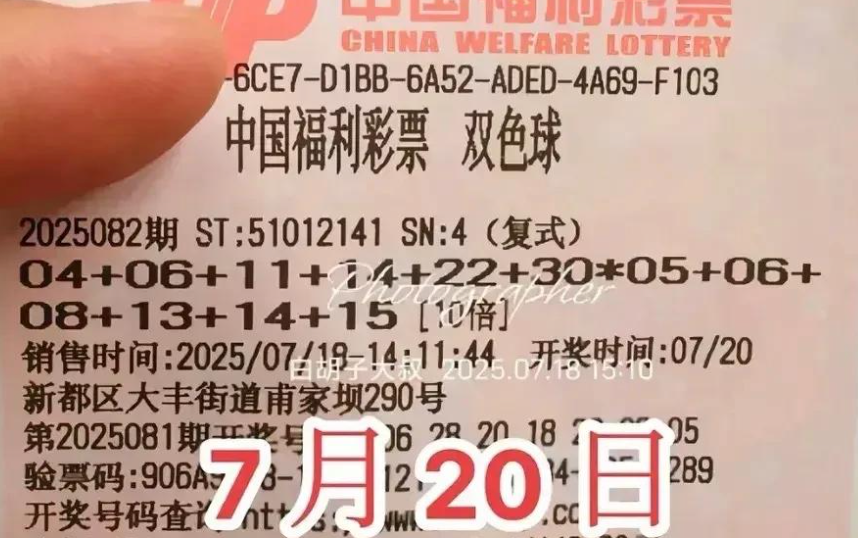 中国福利彩票
CHINA WELFARE LOTTERY
-6CE7-D1BB-6A52-ADED-4A69-F103
中国福利彩票 双色球
2025082期 ST:51012141 SN:4 (复式)
04+06+11+14+22+30*05+06+
08+13+14+15 [10倍]
Photographer
销售时间:2025/07/18-14:11:44 开奖时间:07/20
白胡子大叔 2025.07.18 15:10
新都区大丰街道甫家坝290号
第2025081期开奖号 06 28 20 18 05
验票码:906A 289
开奖号码查询
7月20日